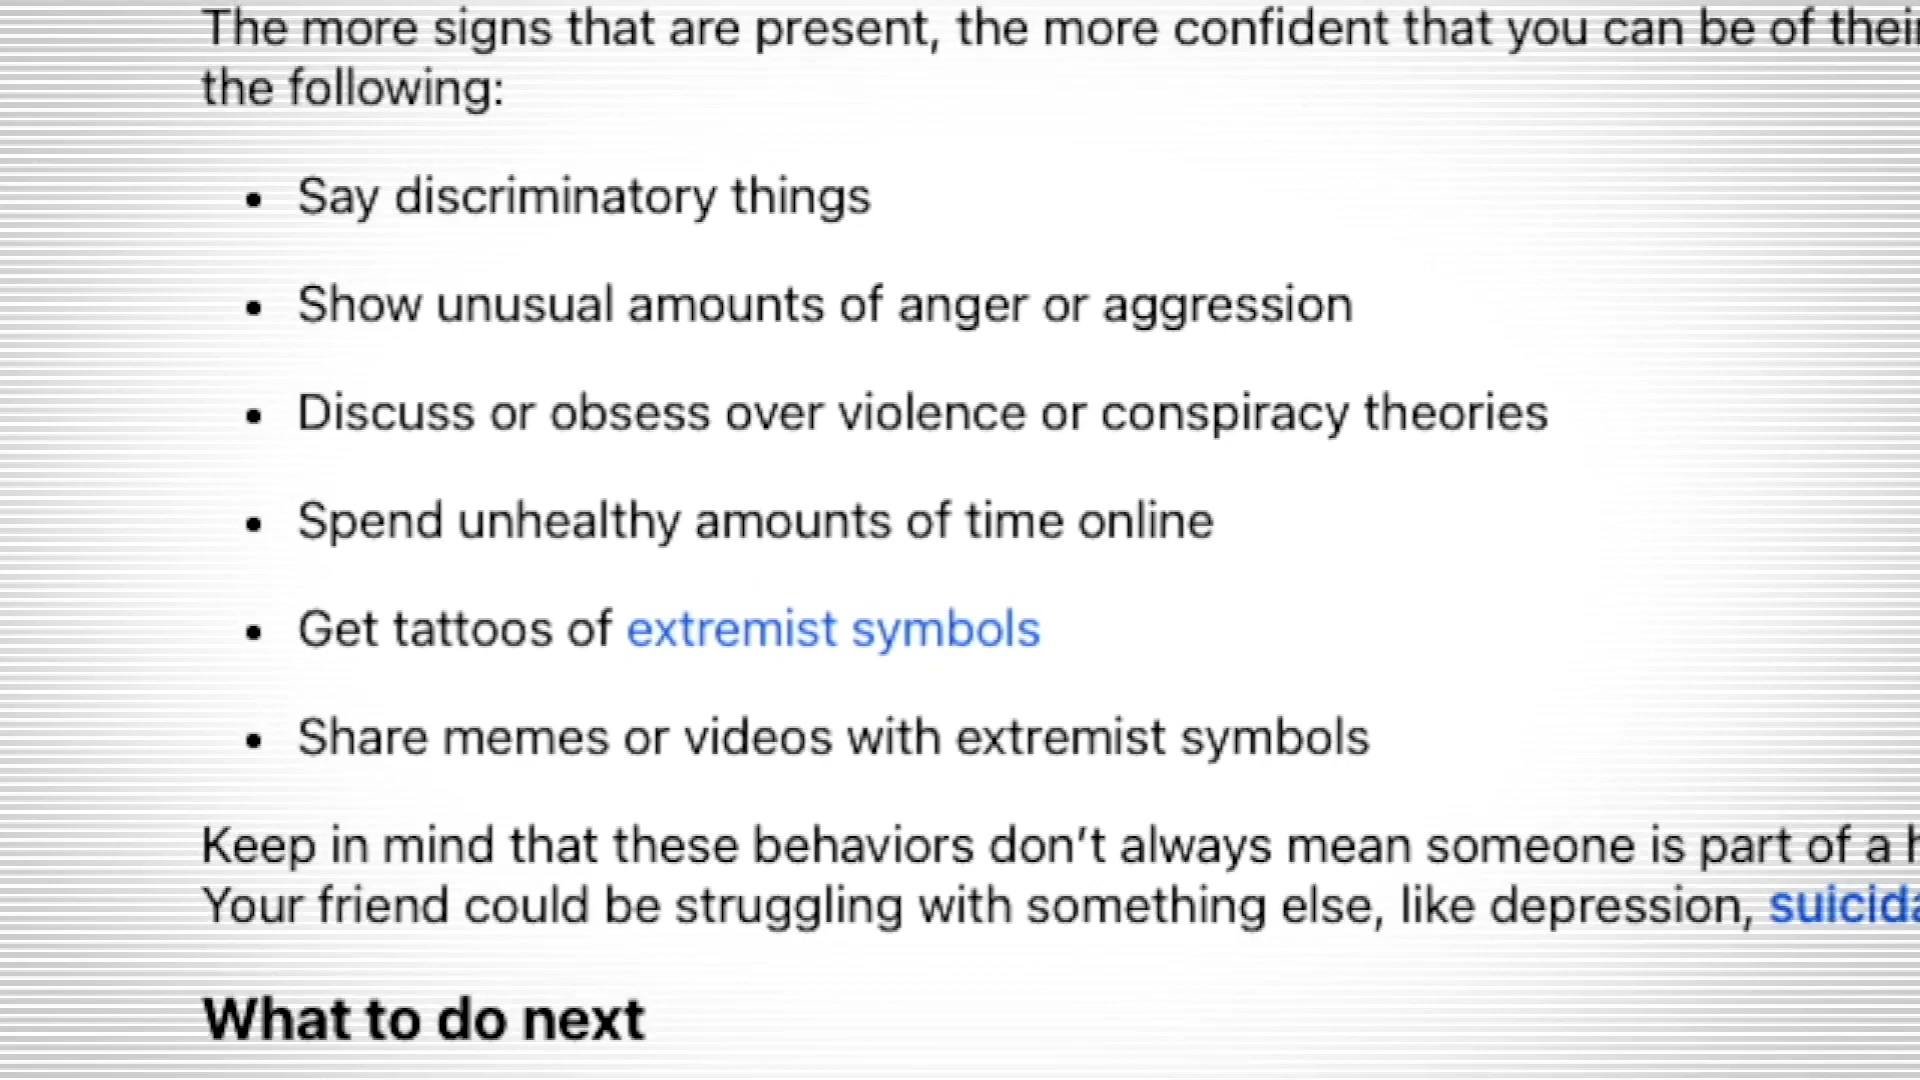 The more signs that are present, the more confident that you can be of their
the following:
• Say discriminatory things
• Show unusual amounts of anger or aggression
• Discuss or obsess over violence or conspiracy theories
• Spend unhealthy amounts of time online
• Get tattoos of extremist symbols
• Share memes or videos with extremist symbols
Keep in mind that these behaviors don’t always mean someone is part of a
Your friend could be struggling with something else, like depression,
What to do next